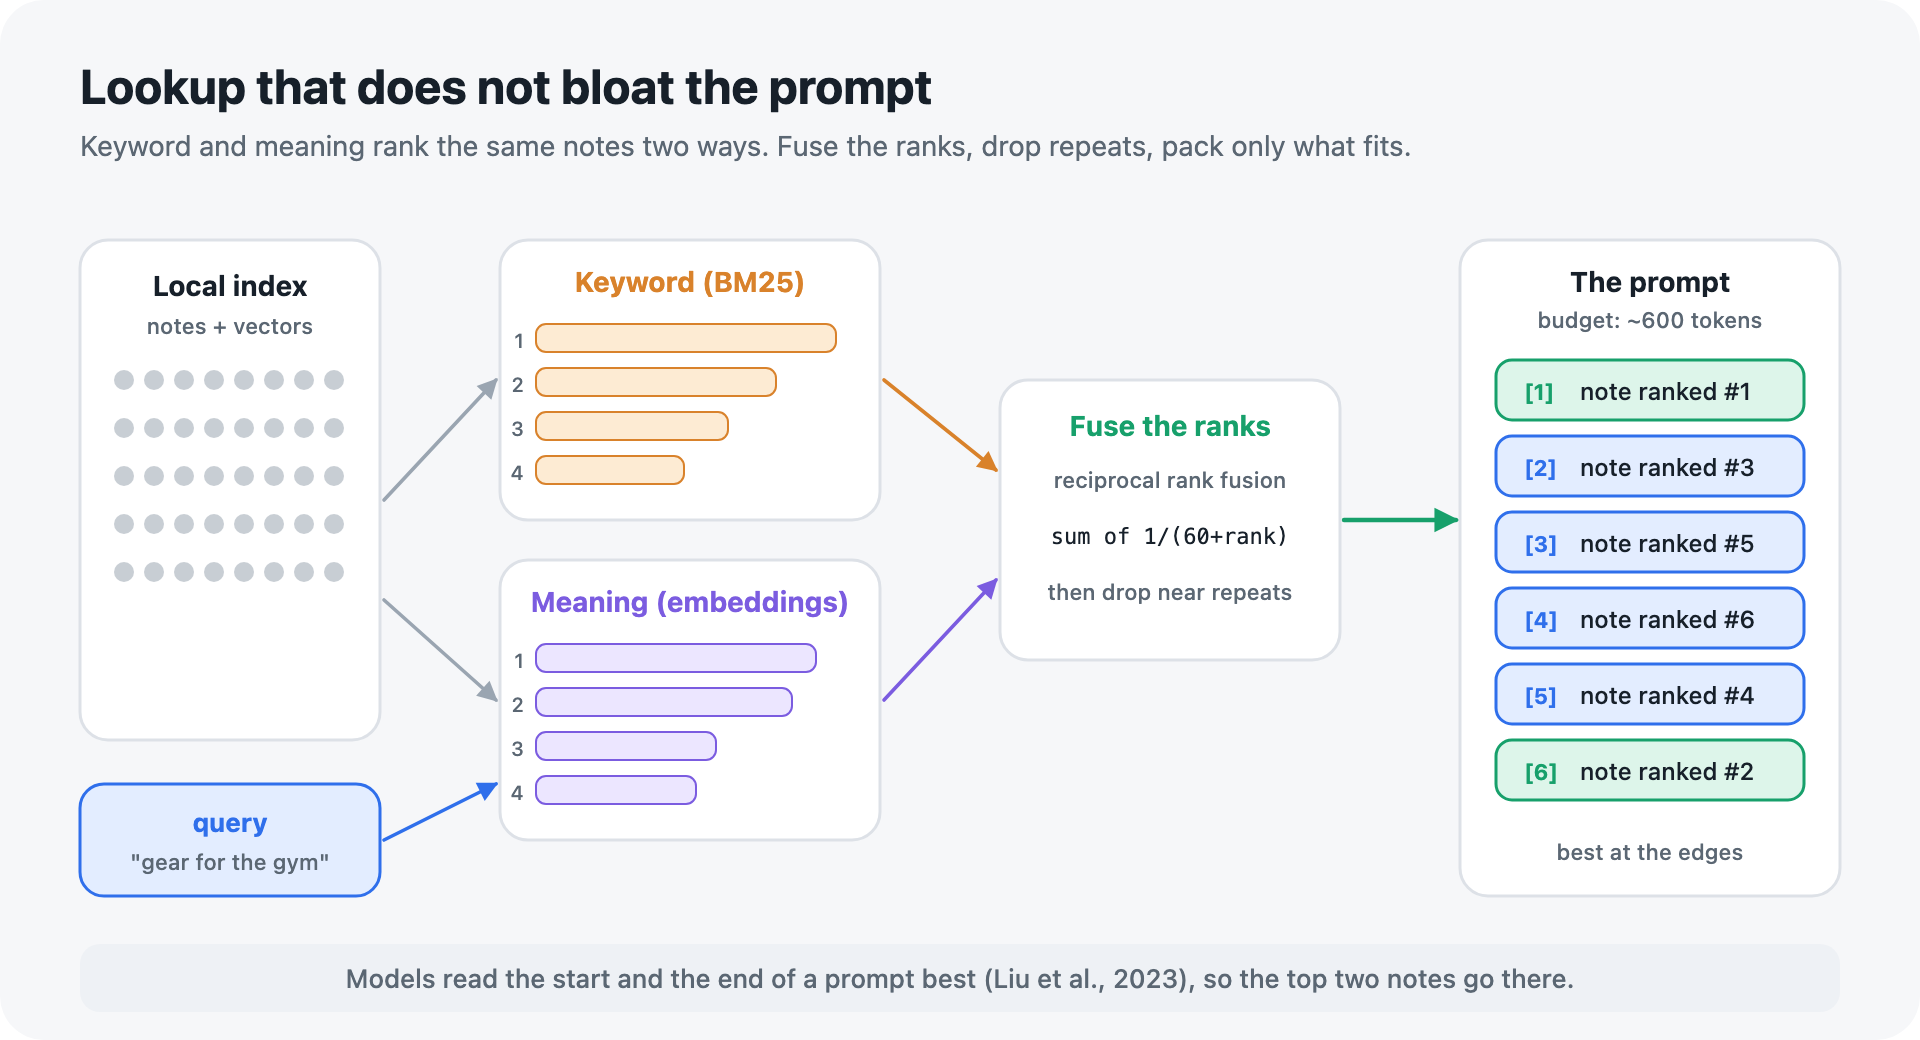 Lookup that does not bloat the prompt
Keyword and meaning rank the same notes two ways. Fuse the ranks, drop repeats, pack only what fits.
Local index
notes + vectors
query
"gear for the gym"
Keyword (BM25)
1
2
3
4
Meaning (embeddings)
1
2
3
4
Fuse the ranks
reciprocal rank fusion
sum of 1/(60+rank)
then drop near repeats
The prompt
budget: ~600 tokens
[1] note ranked #1
[2] note ranked #3
[3] note ranked #5
[4] note ranked #6
[5] note ranked #4
[6] note ranked #2
best at the edges
Models read the start and the end of a prompt best (Liu et al., 2023), so the top two notes go there.